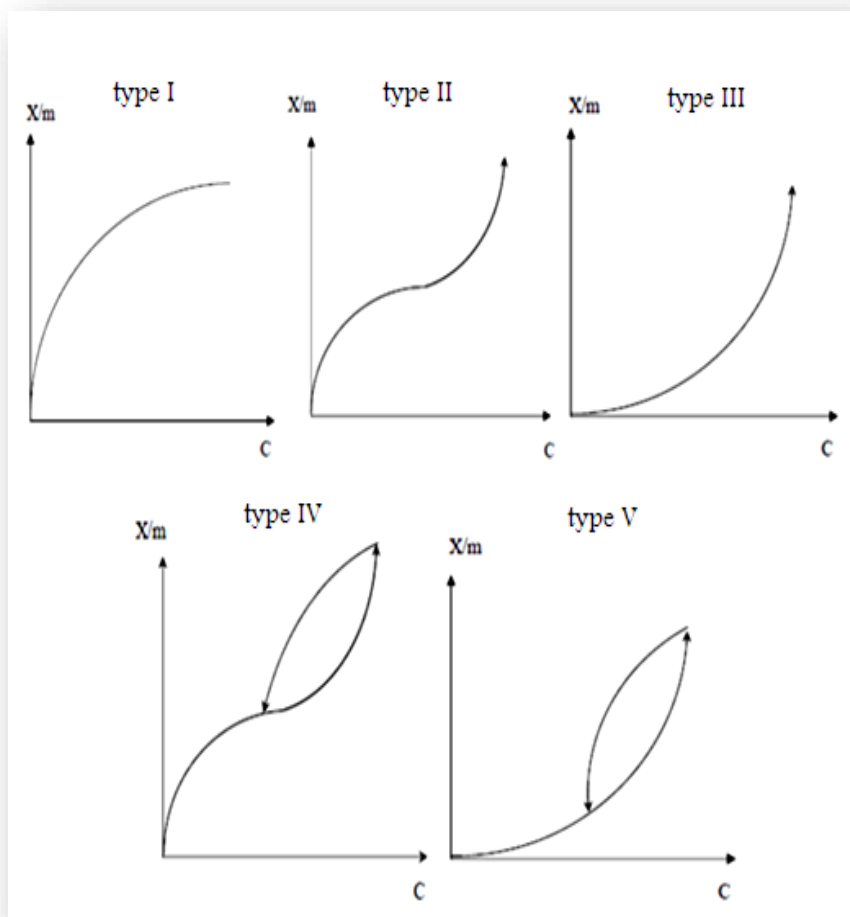 type I
X/m
C
type II
X/m
C
type III
X/m
C
type IV
X/m
C
type V
X/m
C